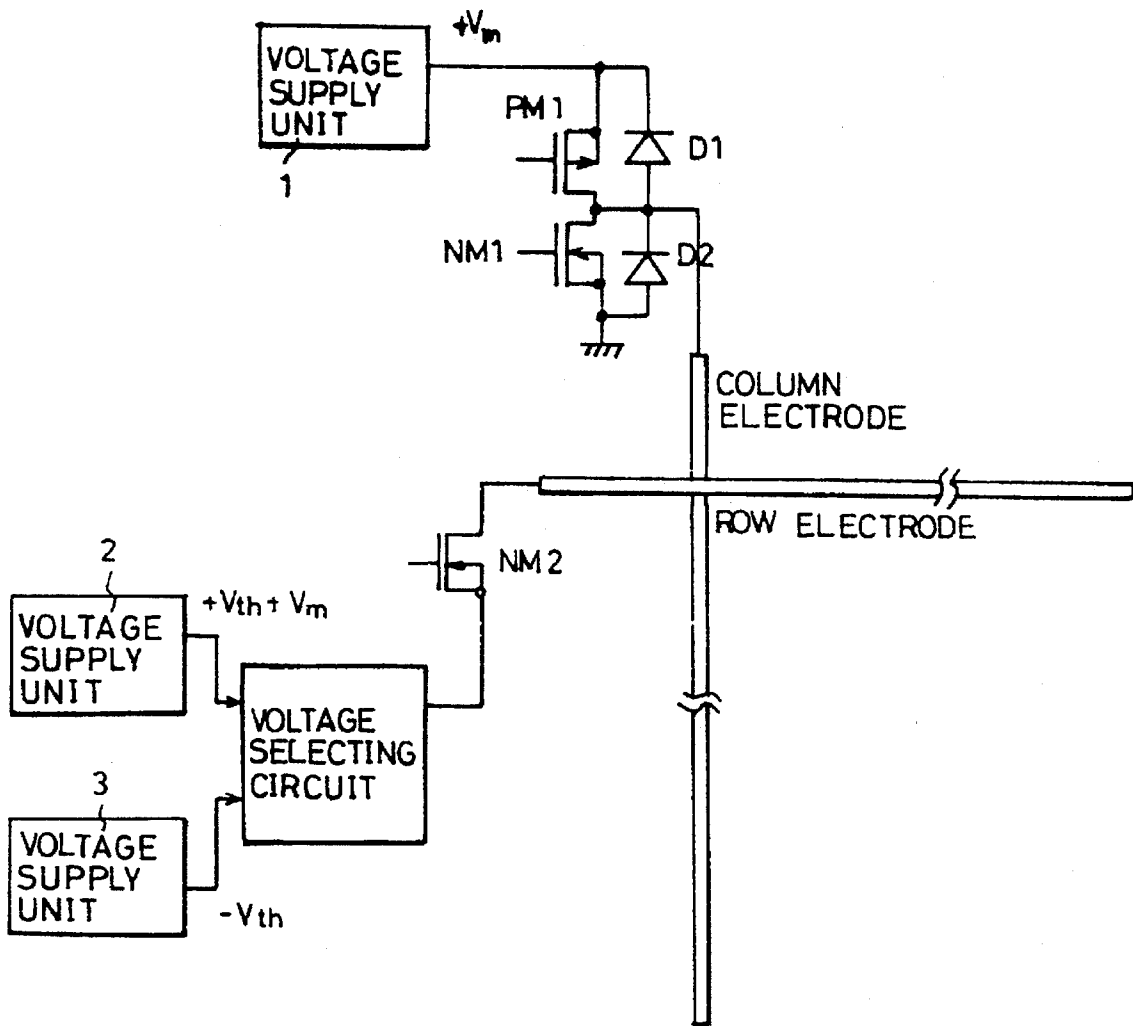 +Vm
VOLTAGE
SUPPLY
UNIT
1
PM1
D1
NM1
D2
COLUMN
ELECTRODE
ROW ELECTRODE
NM2
2
+Vth + Vm
VOLTAGE
SUPPLY
UNIT
VOLTAGE
SELECTING
CIRCUIT
3
VOLTAGE
SUPPLY
UNIT
-Vth